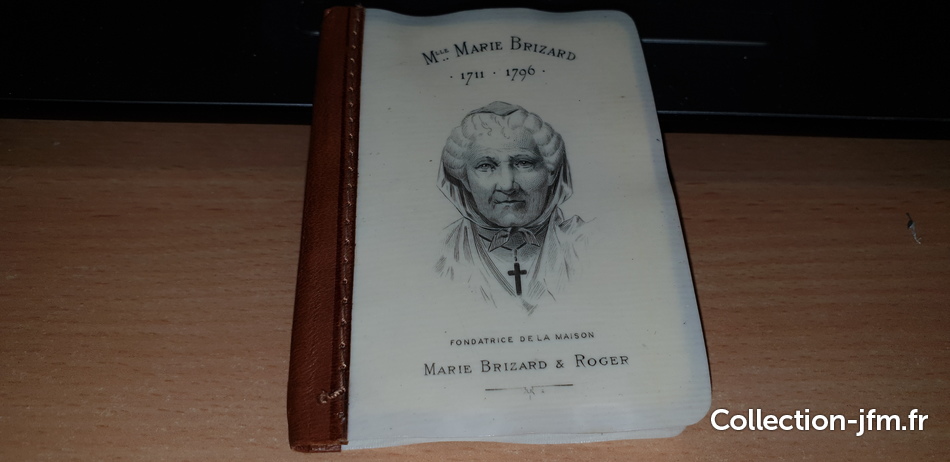 Mlle Marie Brizard
· 1711 · 1796 ·
FONDATRICE DE LA MAISON
Marie Brizard & Roger
Collection-jfm.fr